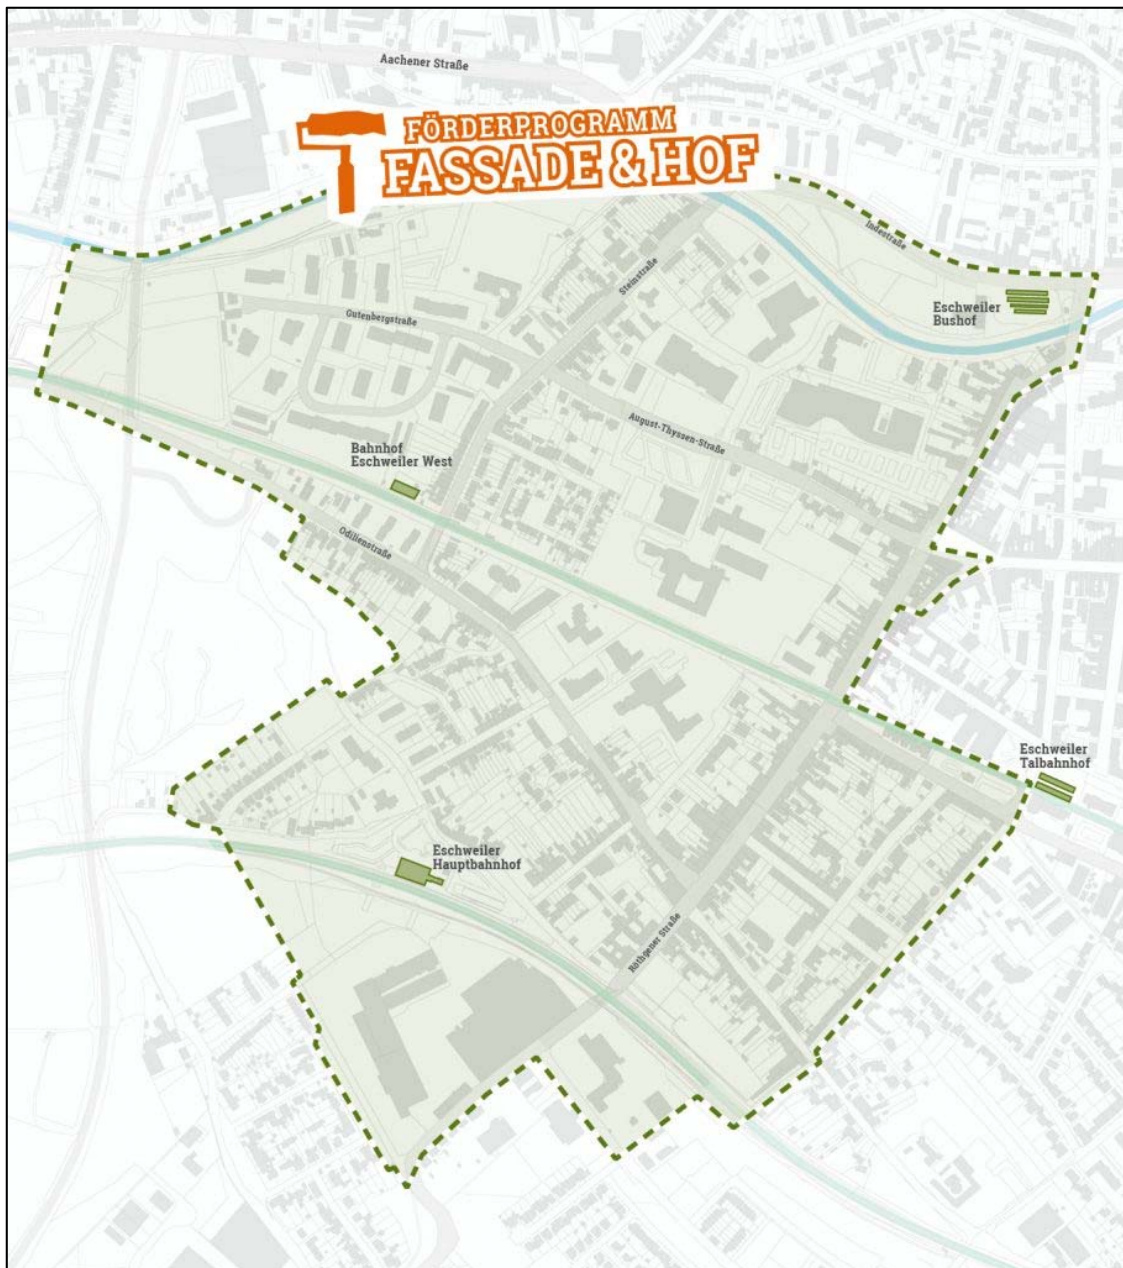 Aachener Straße
FÖRDERPROGRAMM
FASSADE & HOF
Indestraße
Steinstraße
Eschweiler
Bushof
Gutenbergstraße
August-Thyssen-Straße
Bahnhof
Eschweiler West
Odilienstraße
Eschweiler
Talbahnhof
Eschweiler
Hauptbahnhof
Röthgener Straße